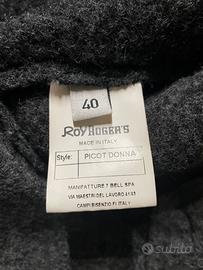 40
ROŸ ROGER'S
MADE IN ITALY
Style: PICOT DONNA
MANIFATTURE 7 BELL SPA
VIA MAESTRI DEL LAVORO 41/43
CAMPI BISENZIO FI. ITALY
subito